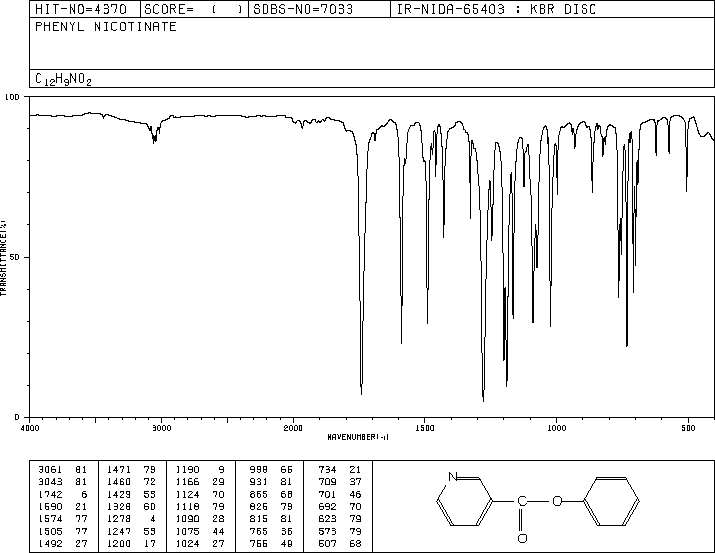 HIT-NO=4370 SCORE= ( ) SDBS-NO=7033 IR-NIDA-65403 : KBR DISC
PHENYL NICOTINATE
C12H9NO2
100
50
0
TRANSMITTANCE(%)
4000 3000 2000 1500 1000 500
WAVENUMBER(-1)
3061 81 1471 79 1190 9 998 66 734 21
3043 81 1460 72 1166 29 931 81 709 37
1742 6 1429 55 1124 70 865 68 701 46
1590 21 1328 60 1118 79 826 79 692 70
1574 77 1278 4 1090 28 815 81 623 79
1505 77 1247 53 1075 44 765 36 573 79
1492 27 1200 17 1024 27 756 49 507 68
N
C O
O